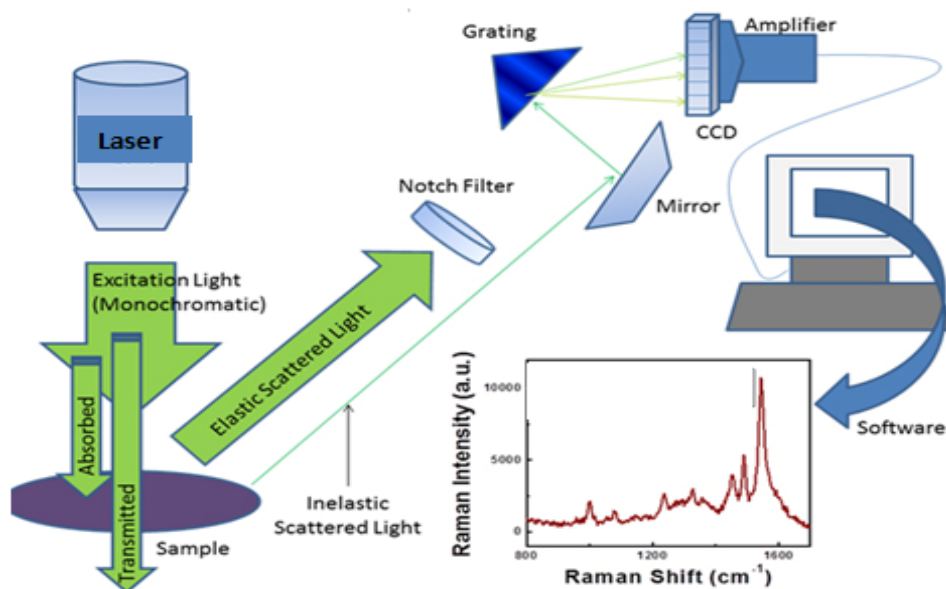 Grating
Amplifier
Laser
CCD
Notch Filter
Mirror
Excitation Light
(Monochromatic)
Elastic Scattered Light
Absorbed
Transmitted
Sample
Inelastic
Scattered Light
Software
Raman Intensity (a.u.)
10000
5000
0
800
1200
1600
Raman Shift (cm⁻¹)